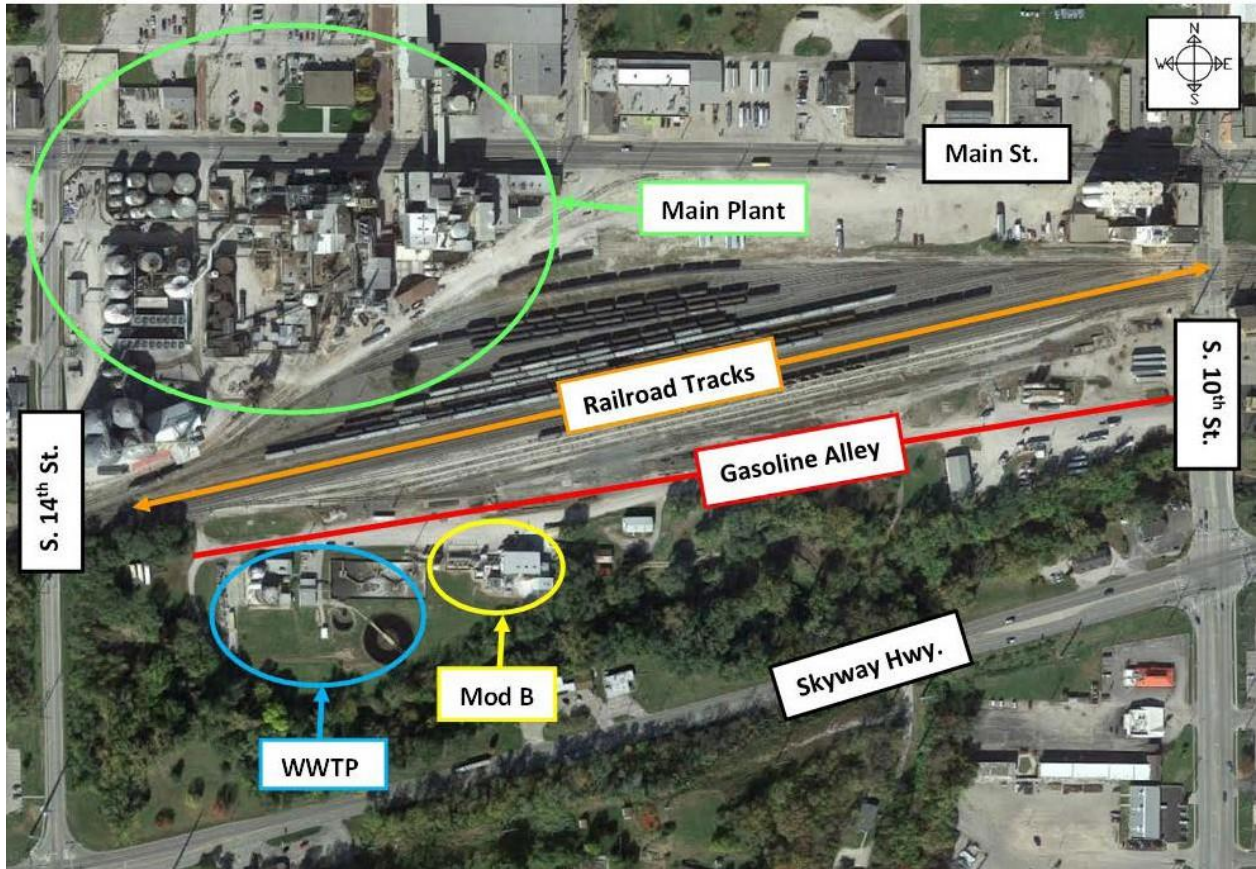 N
W E
S
Main St.
Main Plant
Railroad Tracks
S. 10th St.
Gasoline Alley
S. 14th St.
Skyway Hwy.
Mod B
WWTP